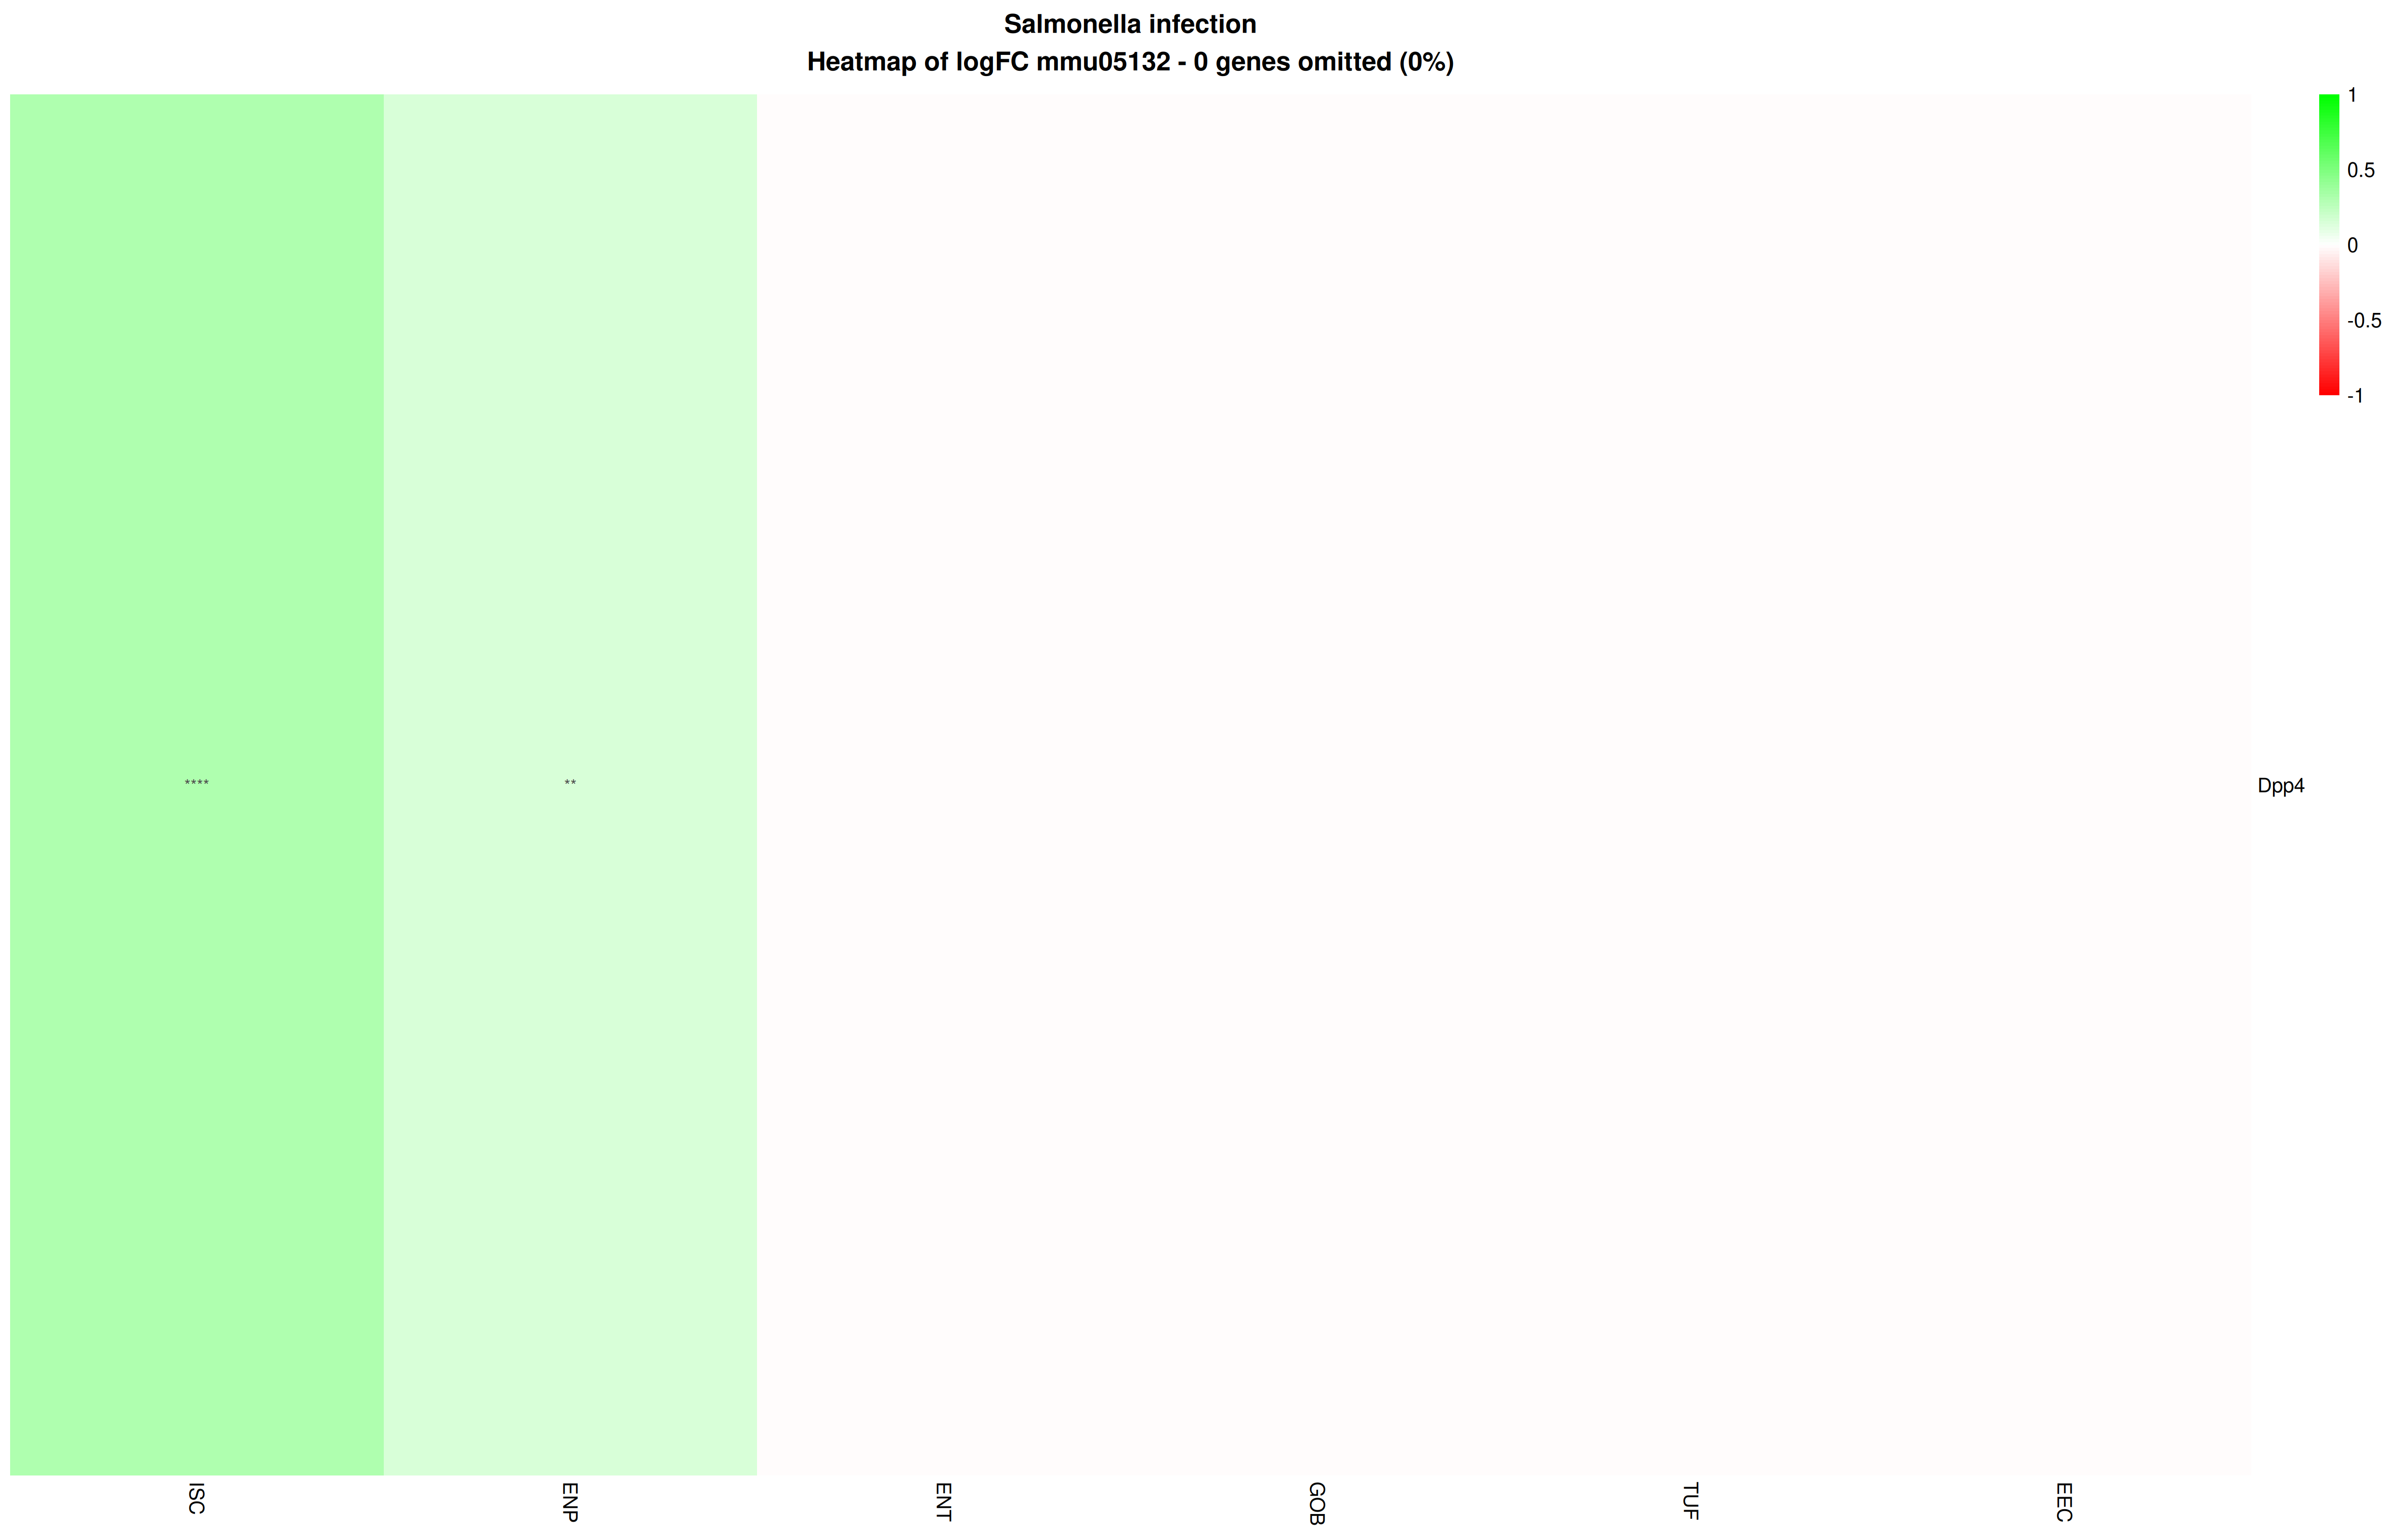 Salmonella infection
Heatmap of logFC mmu05132 - 0 genes omitted (0%)
1
0.5
0
-0.5
-1
**** **
Dpp4
ISC ENP ENT GOB TUF EEC